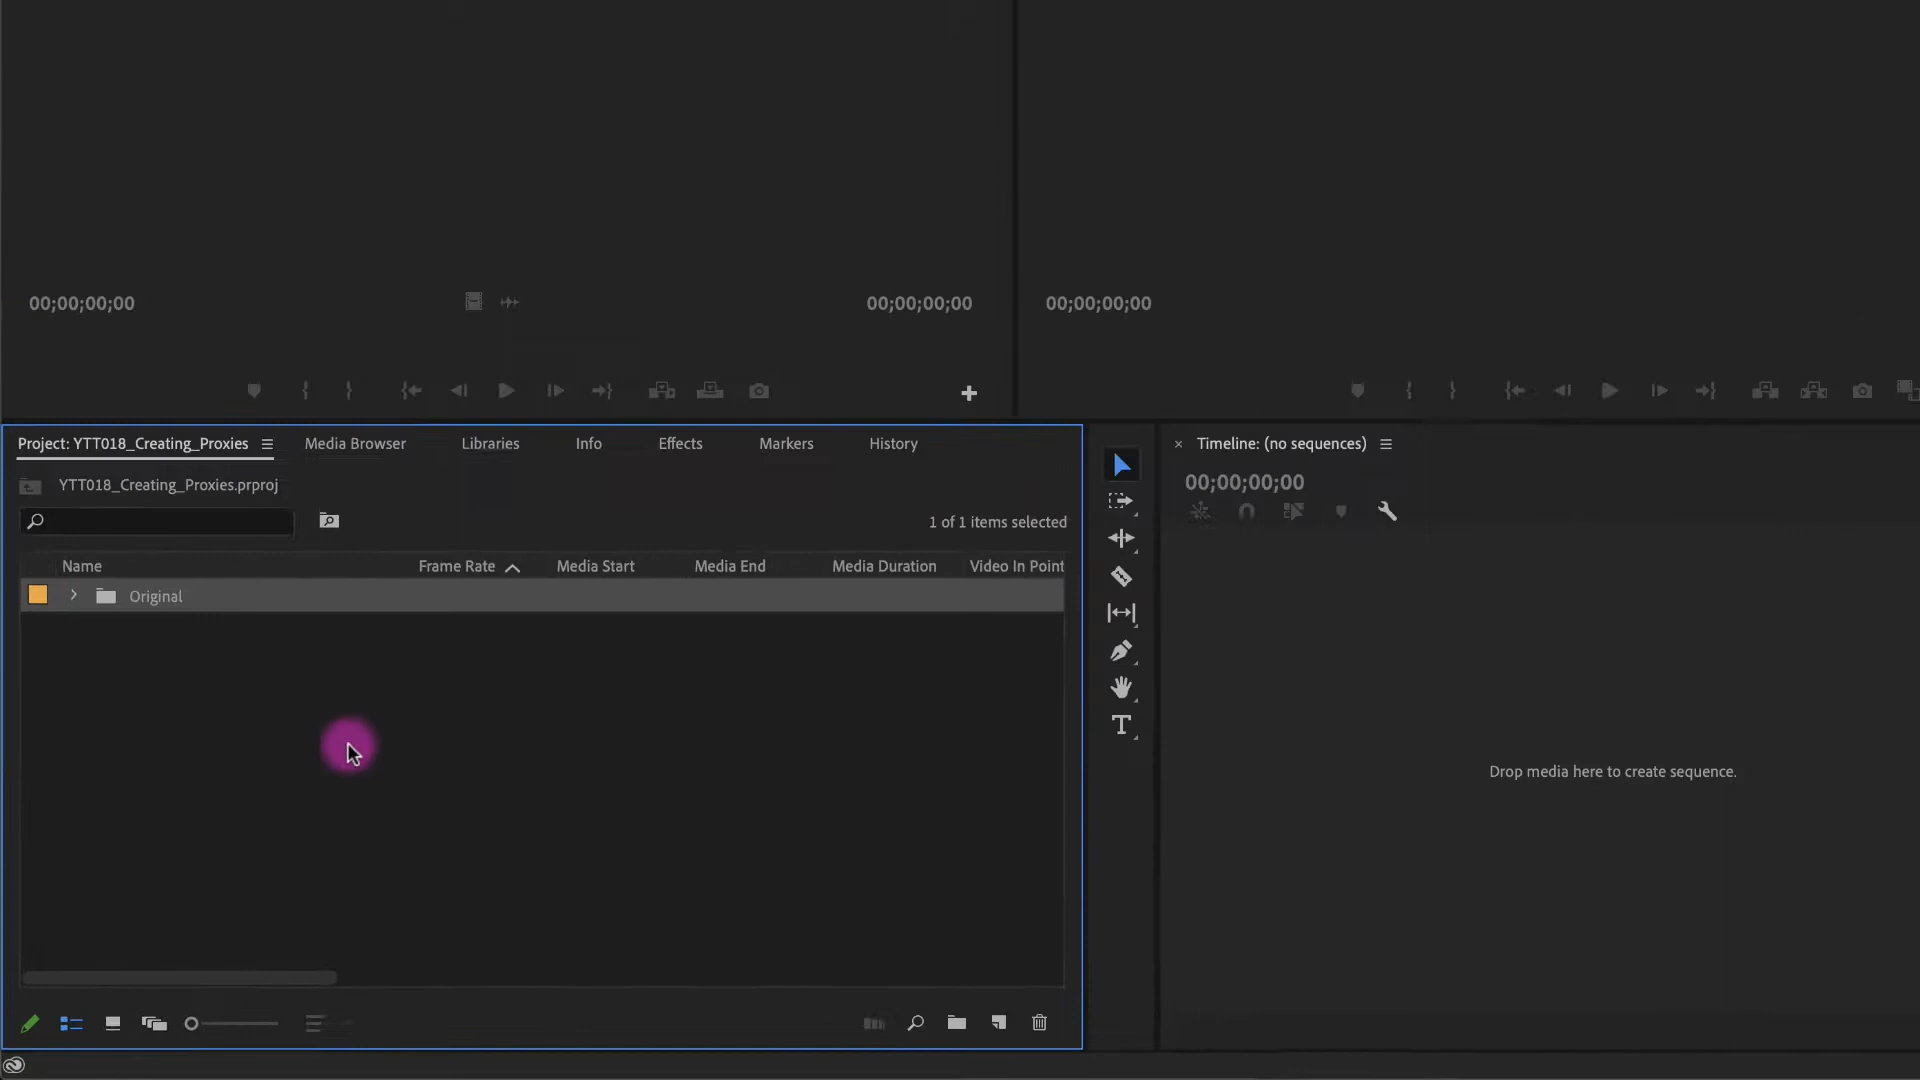 00;00;00;00
00;00;00;00
00;00;00;00
Project: YTT018_Creating_Proxies
Media Browser
Libraries
Info
Effects
Markers
History
Timeline: (no sequences)
YTT018_Creating_Proxies.prproj
00;00;00;00
1 of 1 items selected
Name
Frame Rate
Media Start
Media End
Media Duration
Video In Point
Original
Drop media here to create sequence.